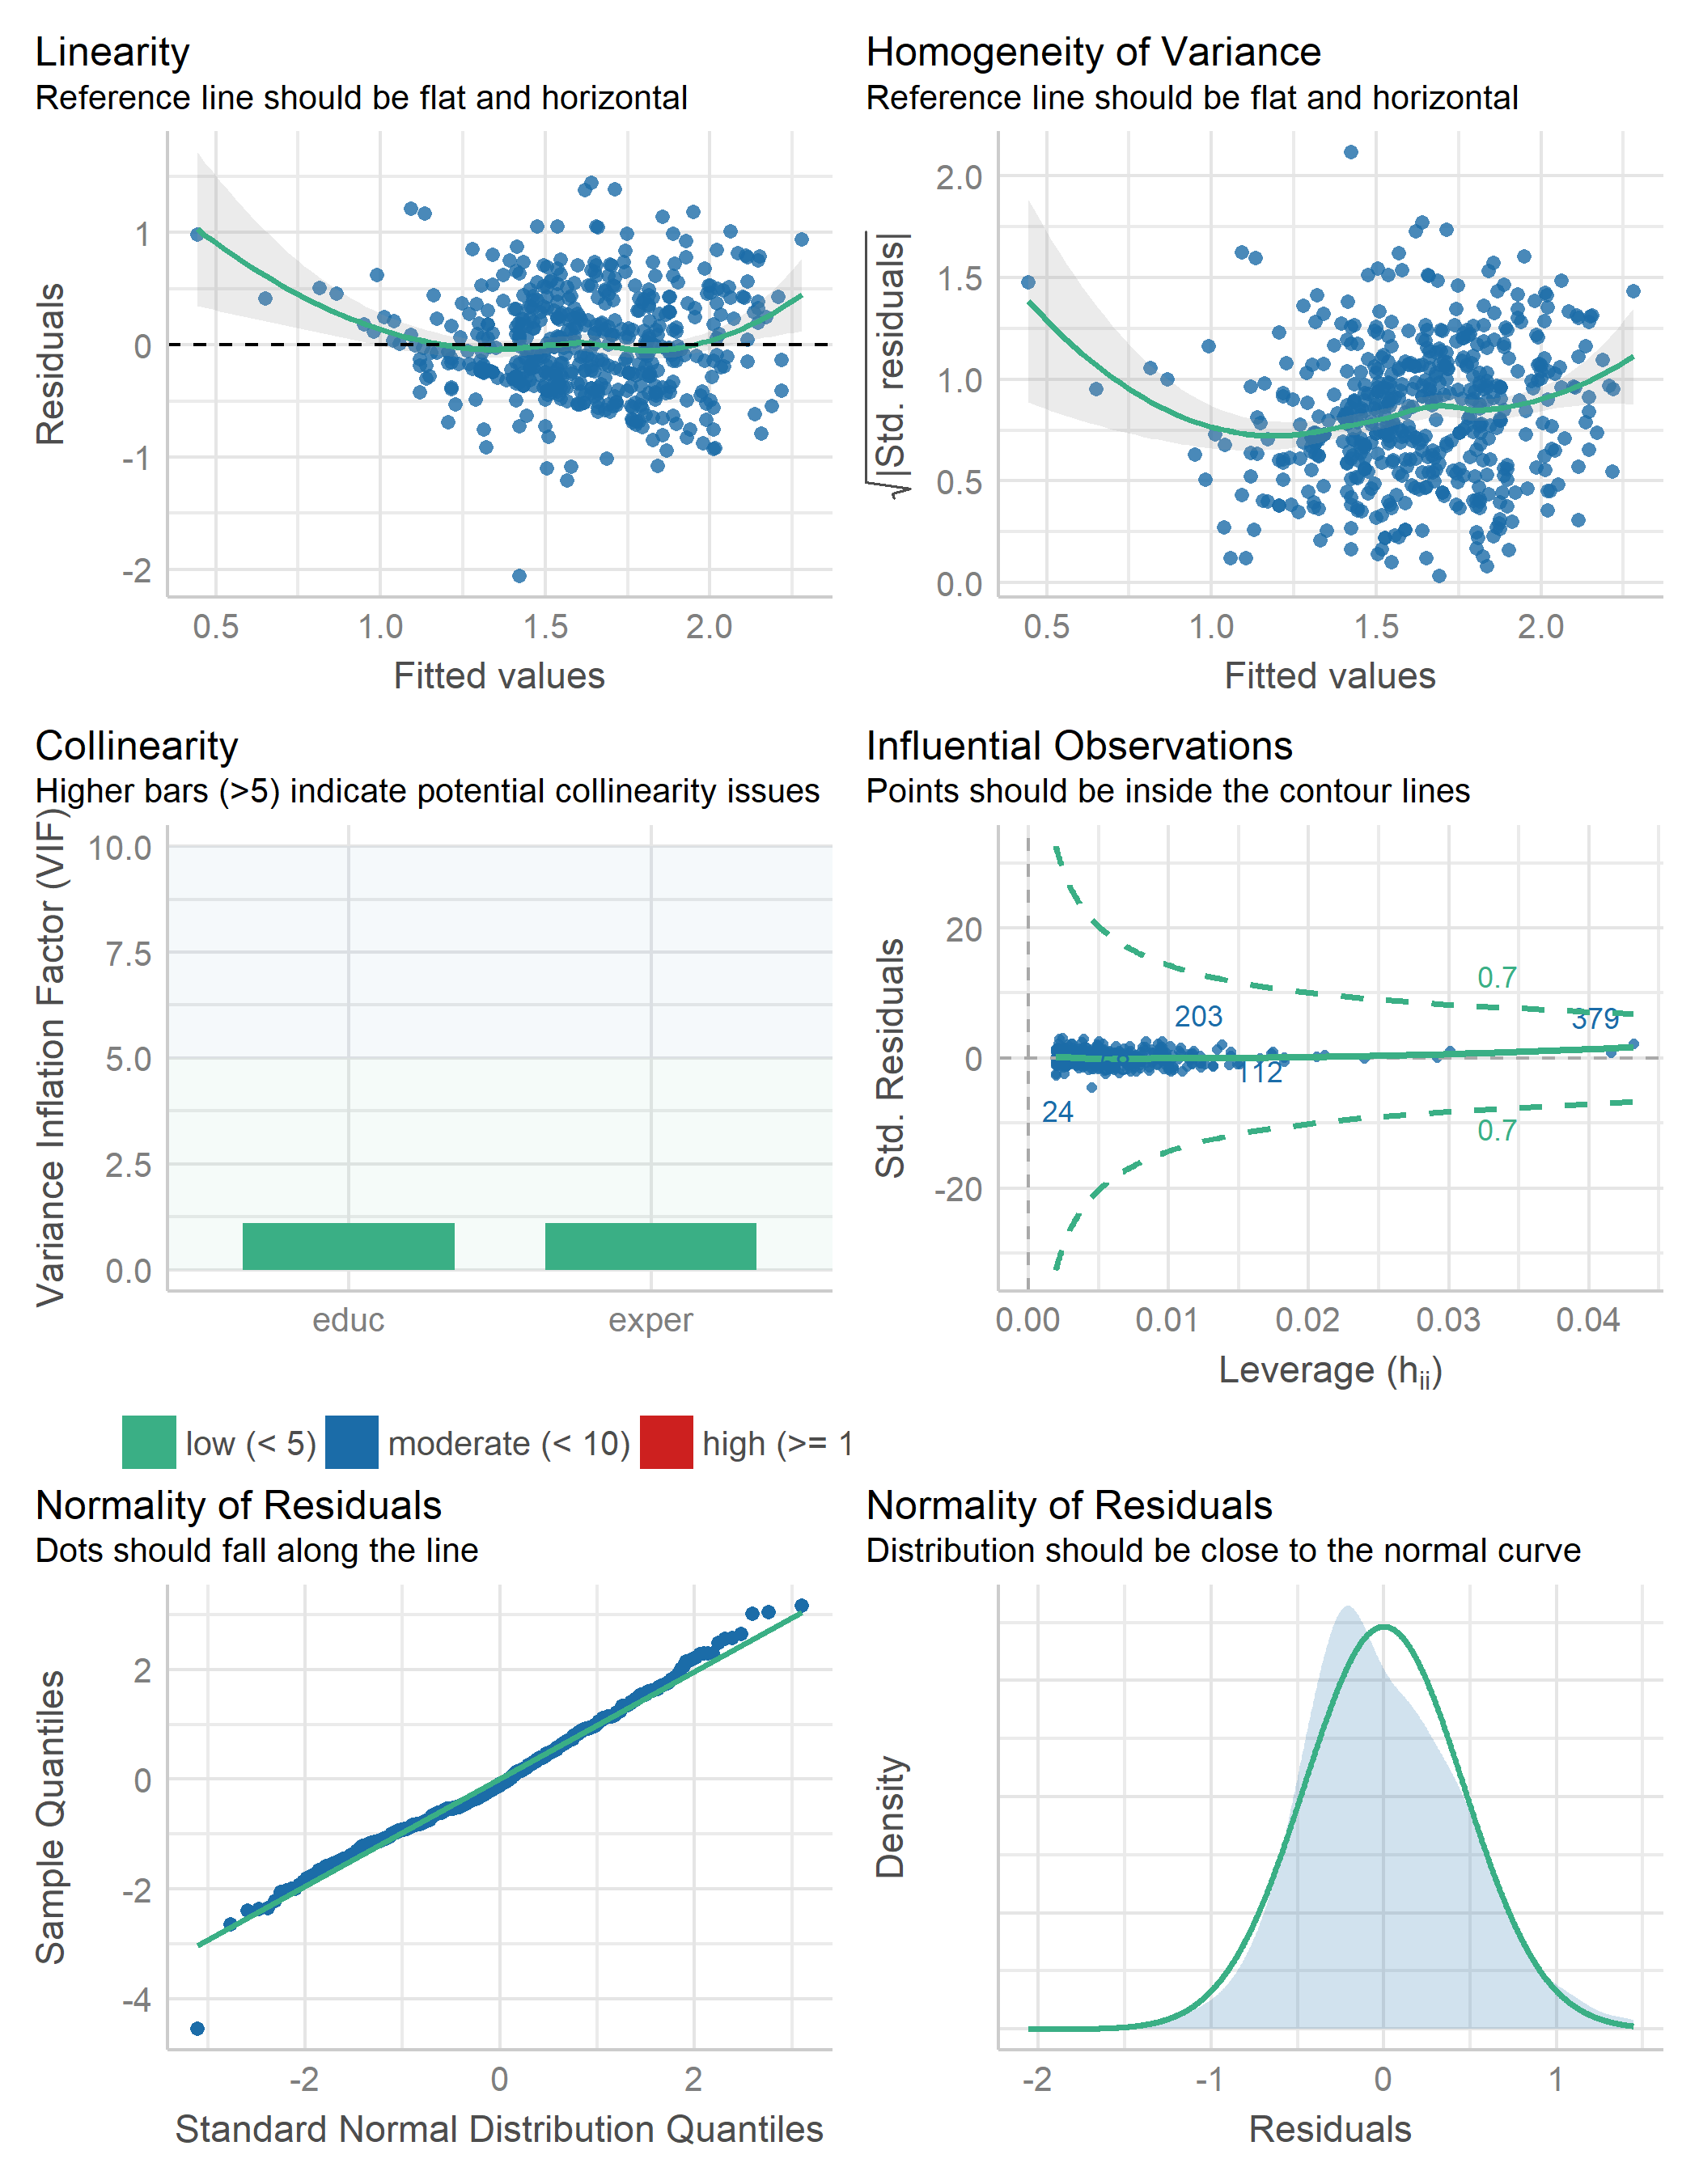 Linearity
Reference line should be flat and horizontal
Residuals
1
0
-1
-2
0.5 1.0 1.5 2.0
Fitted values
Homogeneity of Variance
Reference line should be flat and horizontal
√|Std. residuals|
2.0
1.5
1.0
0.5
0.0
0.5 1.0 1.5 2.0
Fitted values
Collinearity
Higher bars (>5) indicate potential collinearity issues
Variance Inflation Factor (VIF)
10.0
7.5
5.0
2.5
0.0
educ exper
low (< 5) moderate (< 10) high (>= 1
Influential Observations
Points should be inside the contour lines
Std. Residuals
20
0
-20
0.7
203
379
112
24
0.7
0.00 0.01 0.02 0.03 0.04
Leverage (hii)
Normality of Residuals
Dots should fall along the line
Sample Quantiles
2
0
-2
-4
-2 0 2
Standard Normal Distribution Quantiles
Normality of Residuals
Distribution should be close to the normal curve
Density
-2 -1 0 1
Residuals